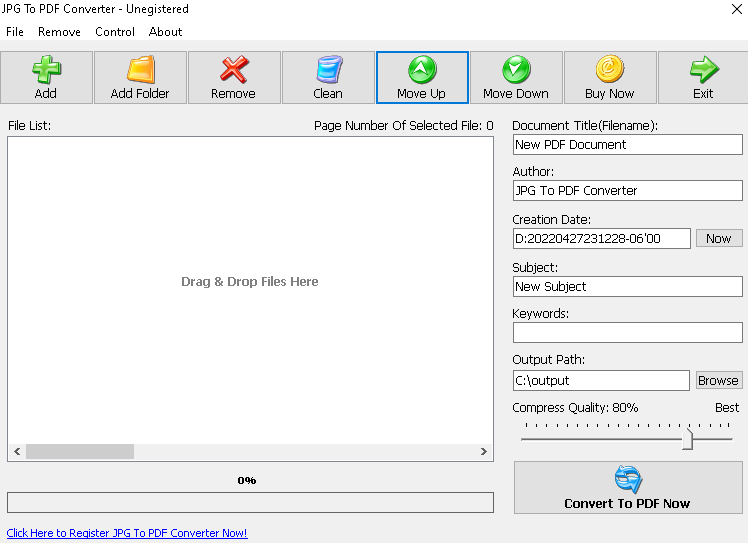 JPG To PDF Converter - Unegistered
File Remove Control About
Add Add Folder Remove Clean Move Up Move Down Buy Now Exit
File List: Page Number Of Selected File: 0
Drag & Drop Files Here
0%
Click Here to Register JPG To PDF Converter Now!
Document Title(Filename):
New PDF Document
Author:
JPG To PDF Converter
Creation Date:
D:20220427231228-06'00 Now
Subject:
New Subject
Keywords:
Output Path:
C:\output Browse
Compress Quality: 80% Best
Convert To PDF Now